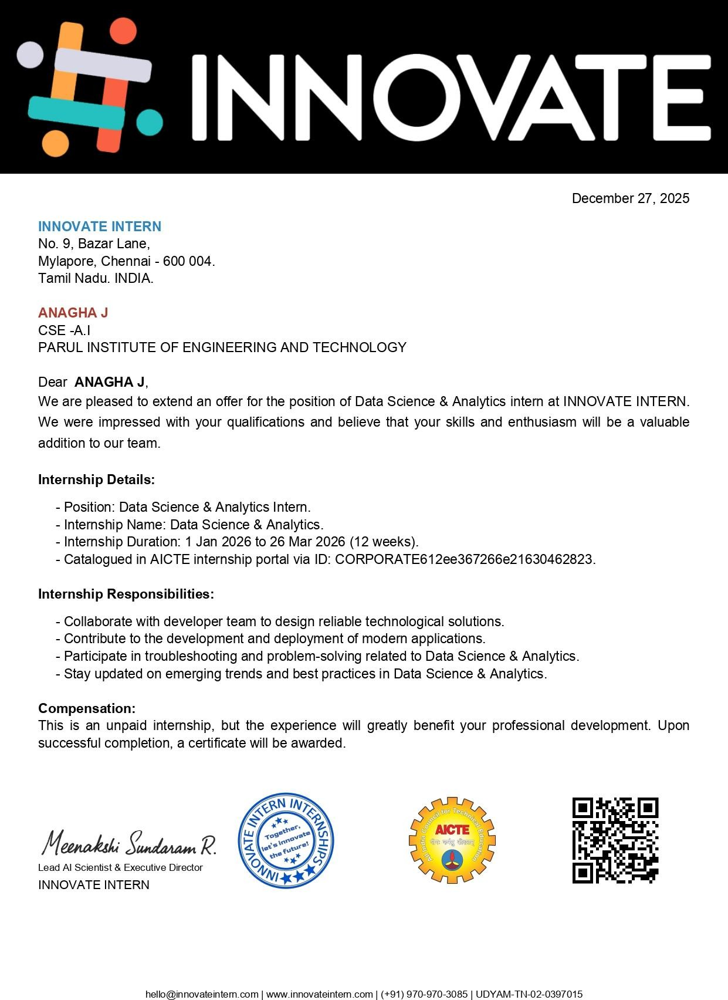 INNOVATE
December 27, 2025
INNOVATE INTERN
No. 9, Bazar Lane,
Mylapore, Chennai - 600 004.
Tamil Nadu. INDIA.
ANAGHA J
CSE -A.I
PARUL INSTITUTE OF ENGINEERING AND TECHNOLOGY
Dear ANAGHA J,
We are pleased to extend an offer for the position of Data Science & Analytics intern at INNOVATE INTERN.
We were impressed with your qualifications and believe that your skills and enthusiasm will be a valuable
addition to our team.
Internship Details:
- Position: Data Science & Analytics Intern.
- Internship Name: Data Science & Analytics.
- Internship Duration: 1 Jan 2026 to 26 Mar 2026 (12 weeks).
- Catalogued in AICTE internship portal via ID: CORPORATE612ee367266e21630462823.
Internship Responsibilities:
- Collaborate with developer team to design reliable technological solutions.
- Contribute to the development and deployment of modern applications.
- Participate in troubleshooting and problem-solving related to Data Science & Analytics.
- Stay updated on emerging trends and best practices in Data Science & Analytics.
Compensation:
This is an unpaid internship, but the experience will greatly benefit your professional development. Upon
successful completion, a certificate will be awarded.
Meenakshi Sundaram R.
Lead AI Scientist & Executive Director
INNOVATE INTERN
INNOVATE INTERN INTERNSHIPS
Together,
let's innovate
the future!
All India Council for Technical Education
AICTE
योगः कर्मसु कौशलम्
hello@innovateintern.com | www.innovateintern.com | (+91) 970-970-3085 | UDYAM-TN-02-0397015